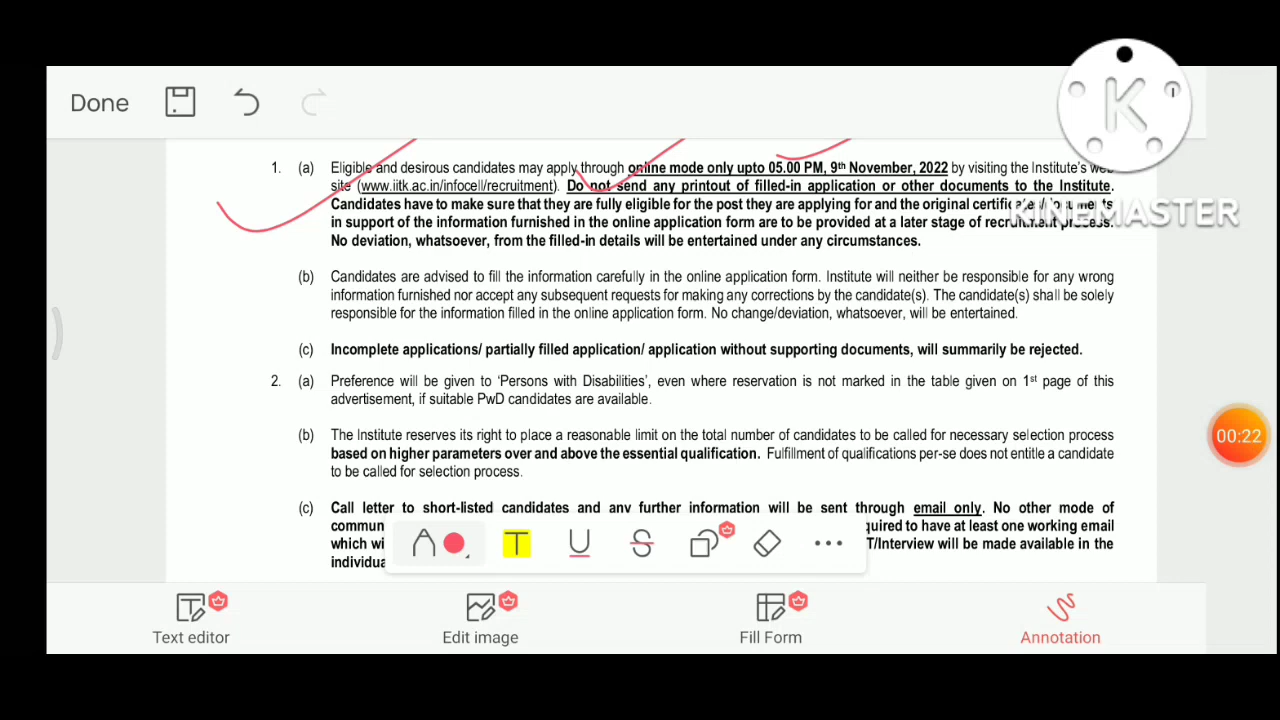 Done
1. (a) Eligible and desirous candidates may apply through online mode only upto 05.00 PM, 9th November, 2022 by visiting the Institute's web
site (www.iitk.ac.in/infocell/recruitment). Do not send any printout of filled-in application or other documents to the Institute.
Candidates have to make sure that they are fully eligible for the post they are applying for and the original certificates/documents
KINEMASTER
in support of the information furnished in the online application form are to be provided at a later stage of recruitment process.
No deviation, whatsoever, from the filled-in details will be entertained under any circumstances.
(b) Candidates are advised to fill the information carefully in the online application form. Institute will neither be responsible for any wrong
information furnished nor accept any subsequent requests for making any corrections by the candidate(s). The candidate(s) shall be solely
responsible for the information filled in the online application form. No change/deviation, whatsoever, will be entertained.
(c) Incomplete applications/ partially filled application/ application without supporting documents, will summarily be rejected.
2. (a) Preference will be given to 'Persons with Disabilities', even where reservation is not marked in the table given on 1st page of this
advertisement, if suitable PwD candidates are available.
00:22
(b) The Institute reserves its right to place a reasonable limit on the total number of candidates to be called for necessary selection process
based on higher parameters over and above the essential qualification. Fulfillment of qualifications per-se does not entitle a candidate
to be called for selection process.
(c) Call letter to short-listed candidates and any further information will be sent through email only. No other mode of
commun quired to have at least one working email
which wi T/Interview will be made available in the
individua
T U S
Text editor Edit image Fill Form Annotation